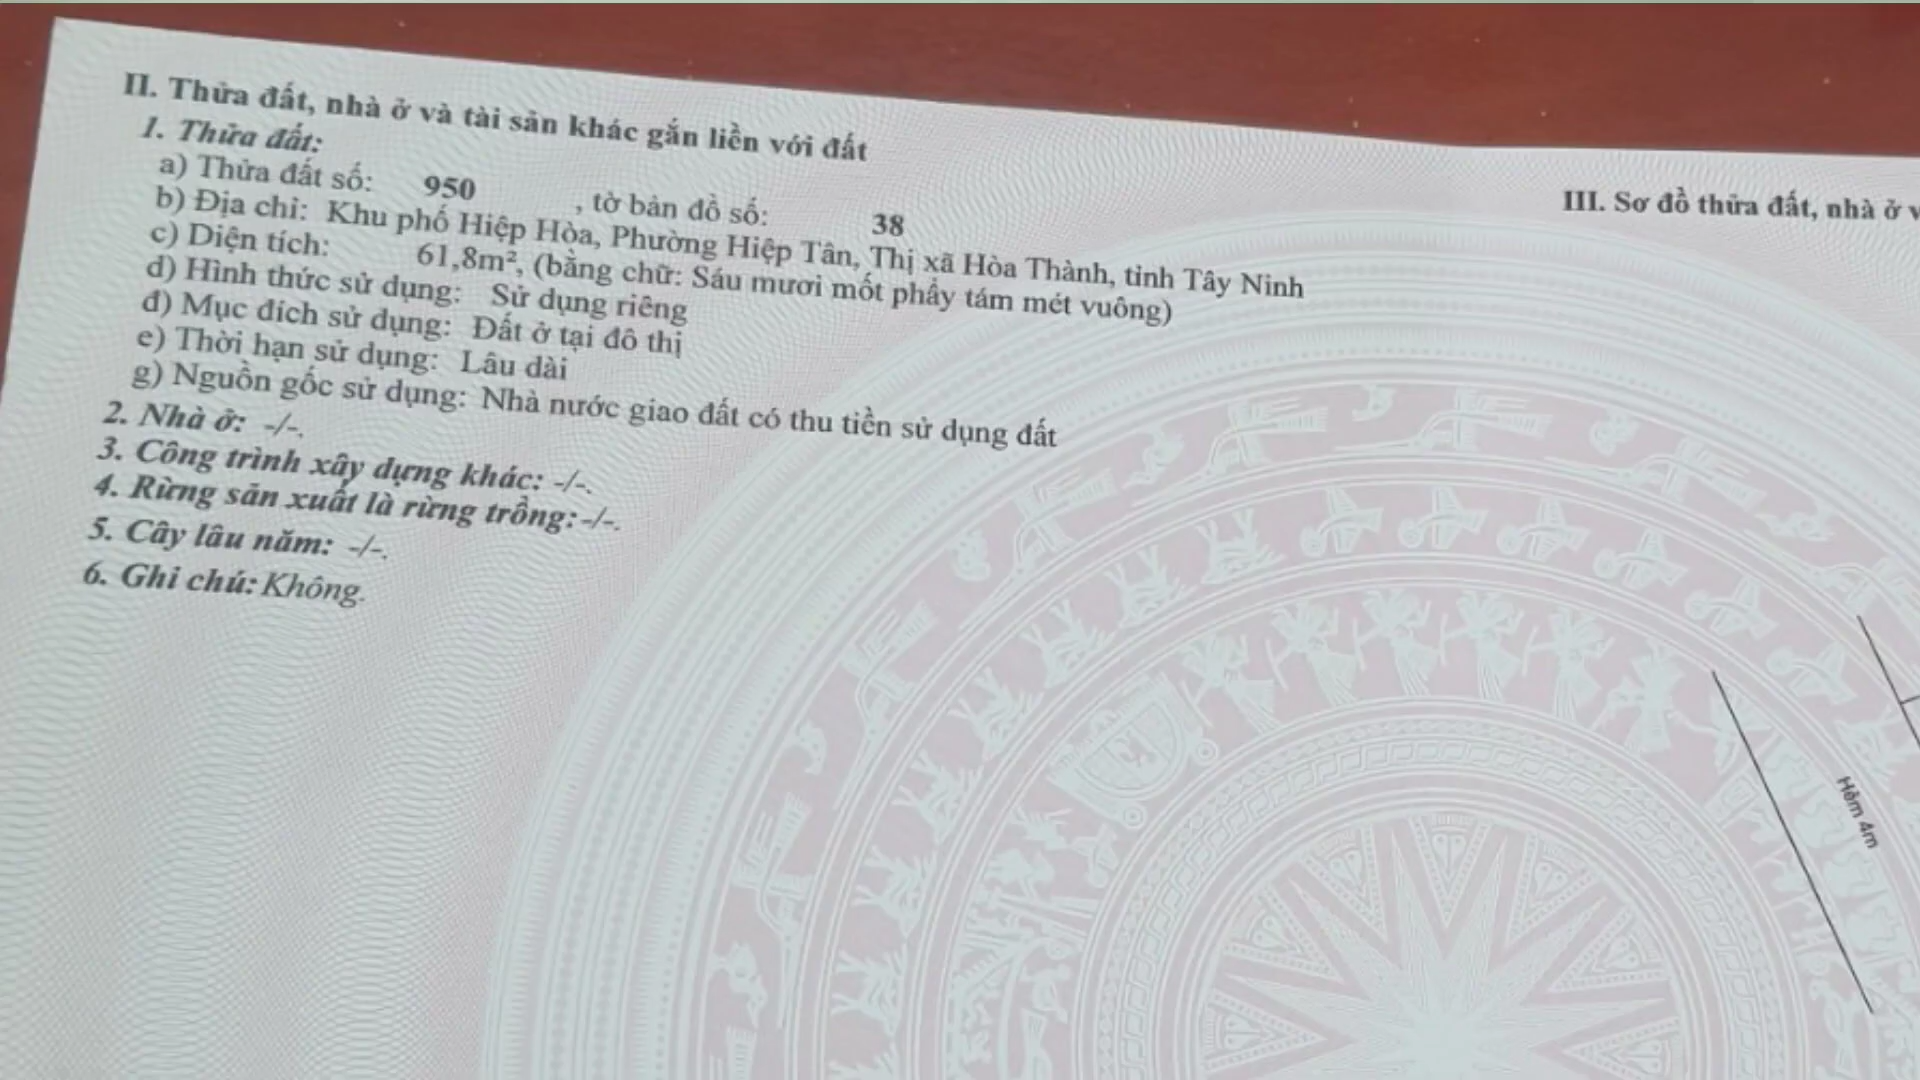 II. Thửa đất, nhà ở và tài sản khác gắn liền với đất
1. Thửa đất:
a) Thửa đất số: 950 , tờ bản đồ số: 38
b) Địa chỉ: Khu phố Hiệp Hòa, Phường Hiệp Tân, Thị xã Hòa Thành, tỉnh Tây Ninh
c) Diện tích: 61,8m², (bằng chữ: Sáu mươi mốt phẩy tám mét vuông)
d) Hình thức sử dụng: Sử dụng riêng
đ) Mục đích sử dụng: Đất ở tại đô thị
e) Thời hạn sử dụng: Lâu dài
g) Nguồn gốc sử dụng: Nhà nước giao đất có thu tiền sử dụng đất
2. Nhà ở: -/-.
3. Công trình xây dựng khác: -/-.
4. Rừng sản xuất là rừng trồng: -/-.
5. Cây lâu năm: -/-.
6. Ghi chú: Không.
III. Sơ đồ thửa đất, nhà ở v
Hẻm 4m